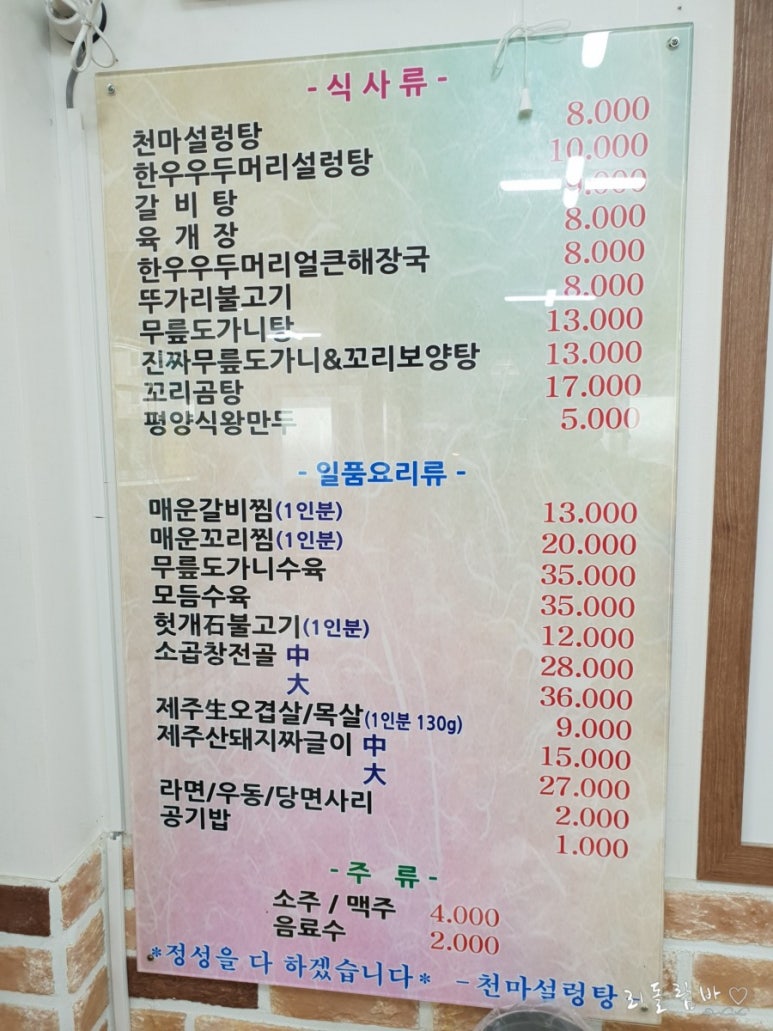 - 식 사 류 -
천마설렁탕 8.000
한우우두머리설렁탕 10.000
갈 비 탕 9.000
육 개 장 8.000
한우우두머리얼큰해장국 8.000
뚜가리불고기 8.000
무릎도가니탕 13.000
진짜무릎도가니&꼬리보양탕 13.000
꼬리곰탕 17.000
평양식왕만두 5.000
- 일품요리류 -
매운갈비찜(1인분) 13.000
매운꼬리찜(1인분) 20.000
무릎도가니수육 35.000
모듬수육 35.000
헛개石불고기(1인분) 12.000
소곱창전골 中 28.000
大 36.000
제주生오겹살/목살(1인분 130g) 9.000
제주산돼지짜글이 中 15.000
大 27.000
라면/우동/당면사리 2.000
공기밥 1.000
- 주 류 -
소주 / 맥주 4.000
음료수 2.000
*정성을 다 하겠습니다* -천마설렁탕